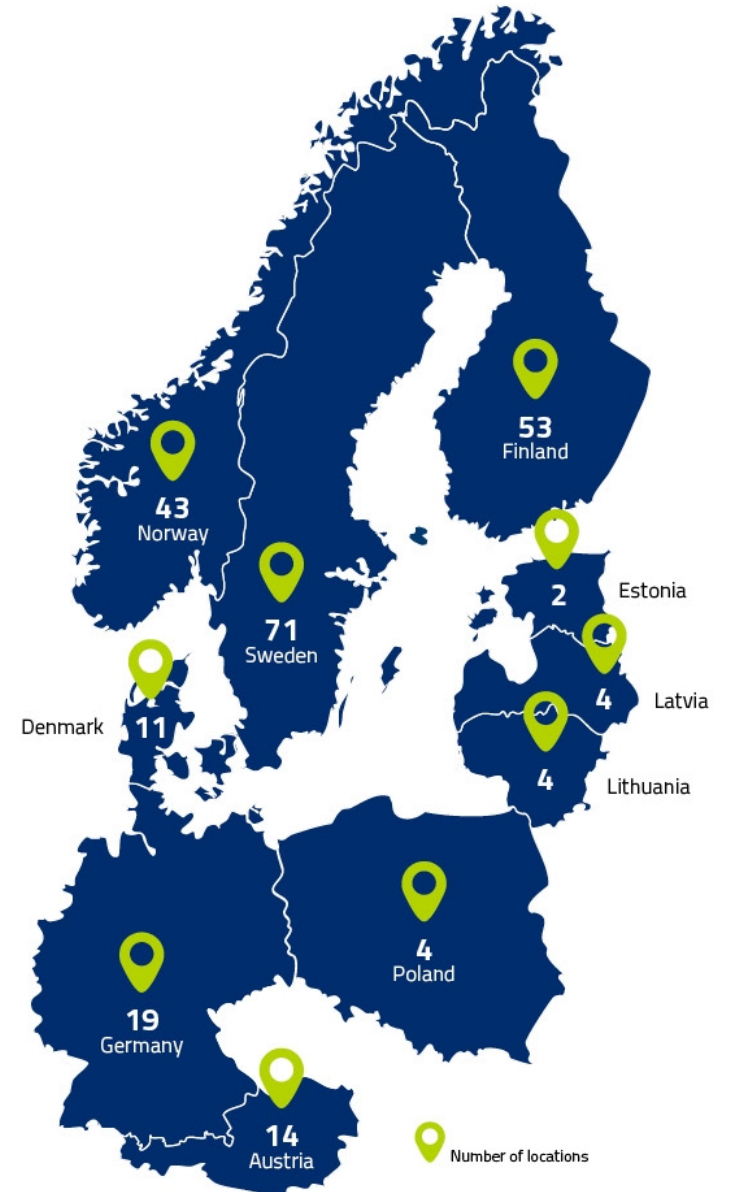 53
Finland
43
Norway
2
Estonia
71
Sweden
4
Latvia
Denmark
11
4
Lithuania
4
Poland
19
Germany
14
Austria
Number of locations